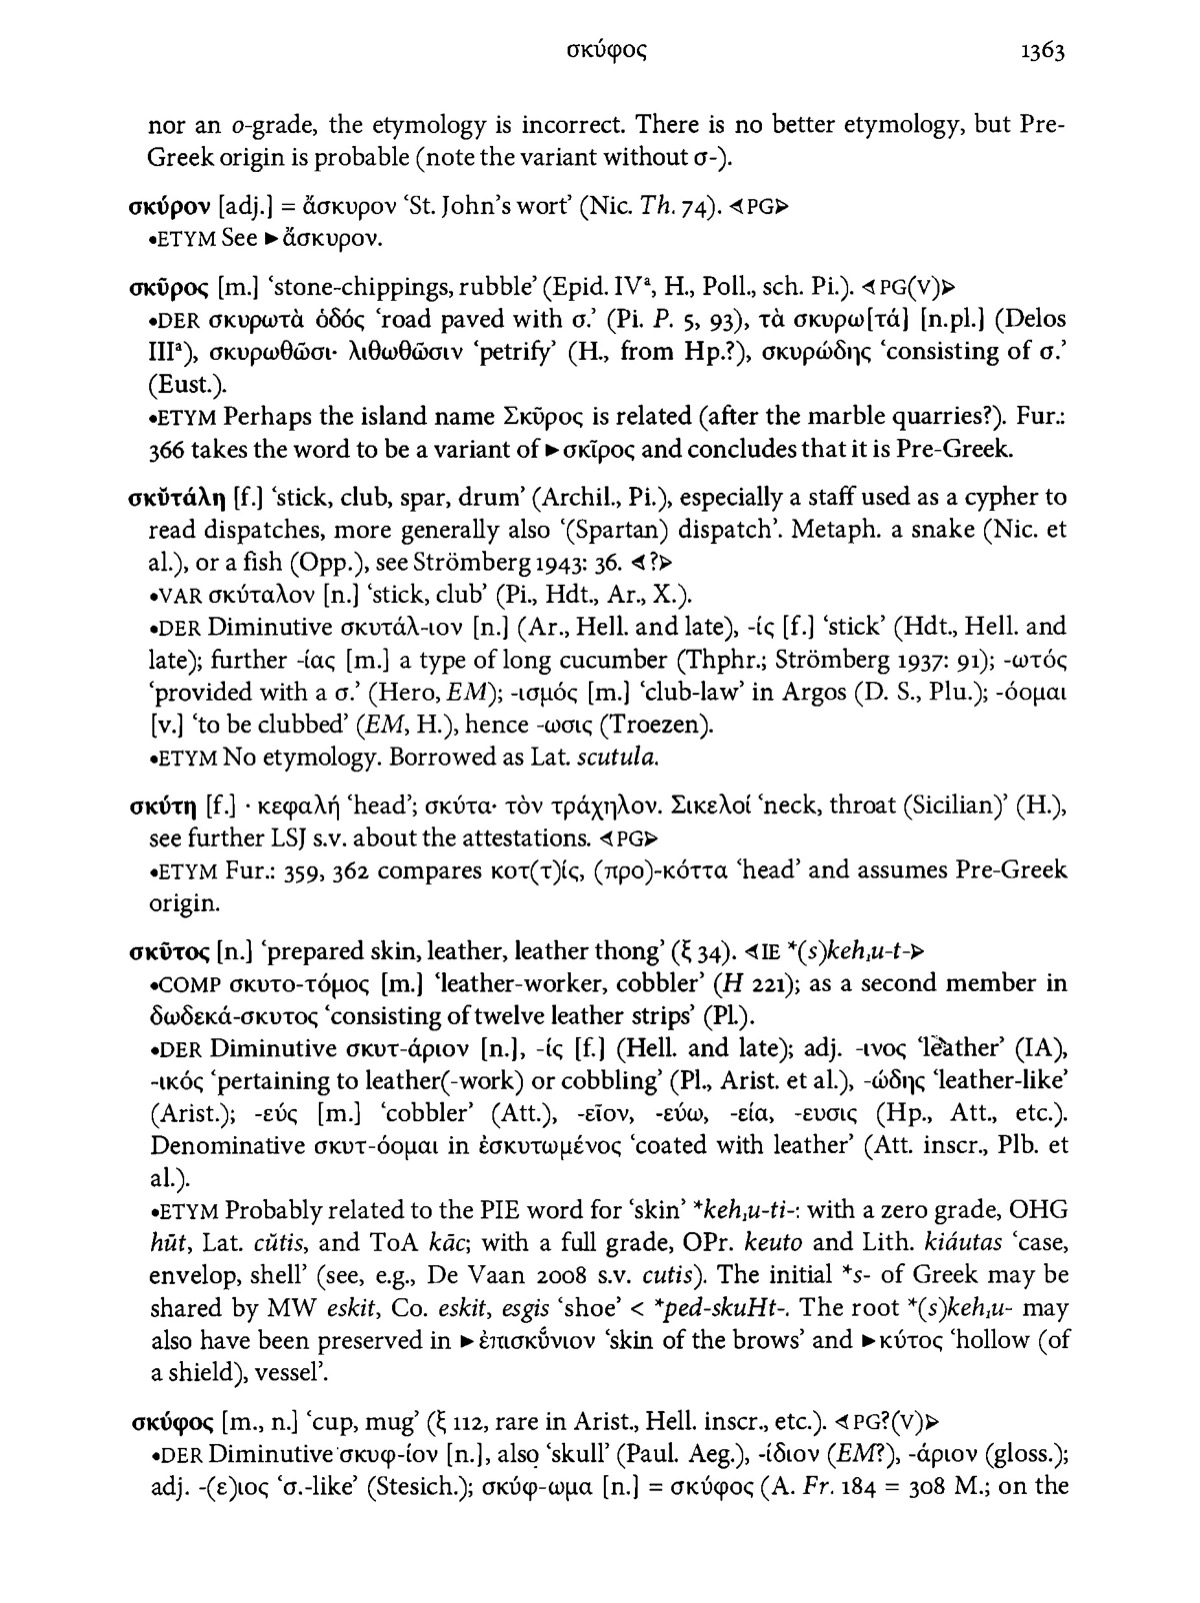 σκύφος 1363
nor an o-grade, the etymology is incorrect. There is no better etymology, but Pre-
Greek origin is probable (note the variant without σ-).
σκύρον [adj.] = ἄσκυρον ‘St. John's wort’ (Nic. Th. 74). ◁PG▷
•ETYM See ►ἄσκυρον.
σκῦρος [m.] ‘stone-chippings, rubble’ (Epid. IVᵃ, H., Poll., sch. Pi.). ◁PG(V)▷
•DER σκυρωτὰ ὁδός ‘road paved with σ.’ (Pi. P. 5, 93), τὰ σκυρω[τά] [n.pl.] (Delos
IIIᵃ), σκυρωθῶσι· λιθωθῶσιν ‘petrify’ (H., from Hp.?), σκυρώδης ‘consisting of σ.’
(Eust.).
•ETYM Perhaps the island name Σκῦρος is related (after the marble quarries?). Fur.:
366 takes the word to be a variant of ►σκῖρος and concludes that it is Pre-Greek.
σκῠτάλη [f.] ‘stick, club, spar, drum’ (Archil., Pi.), especially a staff used as a cypher to
read dispatches, more generally also ‘(Spartan) dispatch’. Metaph. a snake (Nic. et
al.), or a fish (Opp.), see Strömberg 1943: 36. ◁?▷
•VAR σκύταλον [n.] ‘stick, club’ (Pi., Hdt., Ar., X.).
•DER Diminutive σκυτάλ-ιον [n.] (Ar., Hell. and late), -ίς [f.] ‘stick’ (Hdt., Hell. and
late); further -ίας [m.] a type of long cucumber (Thphr.; Strömberg 1937: 91); -ωτός
‘provided with a σ.’ (Hero, EM); -ισμός [m.] ‘club-law’ in Argos (D. S., Plu.); -όομαι
[v.] ‘to be clubbed’ (EM, H.), hence -ωσις (Troezen).
•ETYM No etymology. Borrowed as Lat. scutula.
σκύτη [f.] · κεφαλή ‘head’; σκύτα· τὸν τράχηλον. Σικελοί ‘neck, throat (Sicilian)’ (H.),
see further LSJ s.v. about the attestations. ◁PG▷
•ETYM Fur.: 359, 362 compares κοτ(τ)ίς, (προ)-κόττα ‘head’ and assumes Pre-Greek
origin.
σκῦτος [n.] ‘prepared skin, leather, leather thong’ (ξ 34). ◁IE *(s)keh₁u-t-▷
•COMP σκυτο-τόμος [m.] ‘leather-worker, cobbler’ (H 221); as a second member in
δωδεκά-σκυτος ‘consisting of twelve leather strips’ (Pl.).
•DER Diminutive σκυτ-άριον [n.], -ίς [f.] (Hell. and late); adj. -ινος ‘leather’ (IA),
-ικός ‘pertaining to leather(-work) or cobbling’ (Pl., Arist. et al.), -ώδης ‘leather-like’
(Arist.); -εύς [m.] ‘cobbler’ (Att.), -εῖον, -εύω, -εία, -ευσις (Hp., Att., etc.).
Denominative σκυτ-όομαι in ἐσκυτωμένος ‘coated with leather’ (Att. inscr., Plb. et
al.).
•ETYM Probably related to the PIE word for ‘skin’ *keh₁u-ti-: with a zero grade, OHG
hūt, Lat. cŭtis, and ToA kāc; with a full grade, OPr. keuto and Lith. kiáutas ‘case,
envelop, shell’ (see, e.g., De Vaan 2008 s.v. cutis). The initial *s- of Greek may be
shared by MW eskit, Co. eskit, esgis ‘shoe’ < *ped-skuHt-. The root *(s)keh₁u- may
also have been preserved in ►ἐπισκῡ́νιον ‘skin of the brows’ and ►κύτος ‘hollow (of
a shield), vessel’.
σκύφος [m., n.] ‘cup, mug’ (ξ 112, rare in Arist., Hell. inscr., etc.). ◁PG?(V)▷
•DER Diminutive σκυφ-ίον [n.], also ‘skull’ (Paul. Aeg.), -ίδιον (EM?), -άριον (gloss.);
adj. -(ε)ιος ‘σ.-like’ (Stesich.); σκύφ-ωμα [n.] = σκύφος (A. Fr. 184 = 308 M.; on the